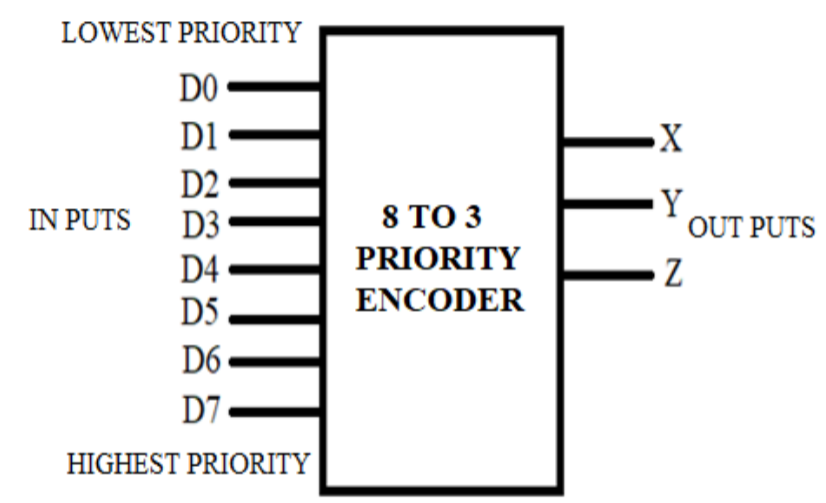 LOWEST PRIORITY
D0
D1
D2
D3
D4
D5
D6
D7
IN PUTS
HIGHEST PRIORITY
8 TO 3
PRIORITY
ENCODER
X
Y
Z
OUT PUTS